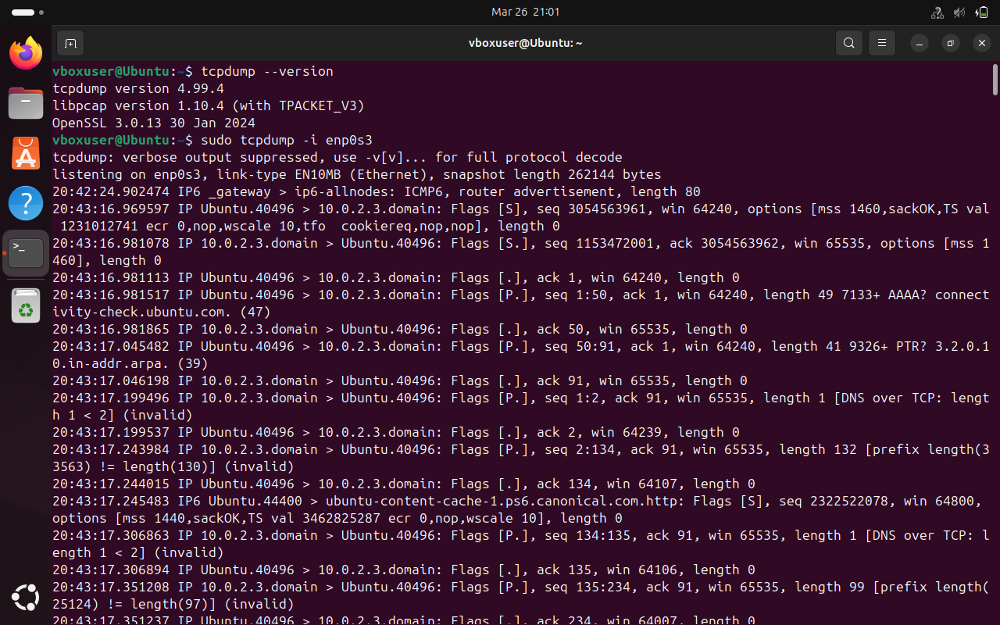 Mar 26 21:01
vboxuser@Ubuntu: ~
vboxuser@Ubuntu:~$ tcpdump --version
tcpdump version 4.99.4
libpcap version 1.10.4 (with TPACKET_V3)
OpenSSL 3.0.13 30 Jan 2024
vboxuser@Ubuntu:~$ sudo tcpdump -i enp0s3
tcpdump: verbose output suppressed, use -v[v]... for full protocol decode
listening on enp0s3, link-type EN10MB (Ethernet), snapshot length 262144 bytes
20:42:24.902474 IP6 _gateway > ip6-allnodes: ICMP6, router advertisement, length 80
20:43:16.969597 IP Ubuntu.40496 > 10.0.2.3.domain: Flags [S], seq 3054563961, win 64240, options [mss 1460,sackOK,TS val
 1231012741 ecr 0,nop,wscale 10,tfo  cookiereq,nop,nop], length 0
20:43:16.981078 IP 10.0.2.3.domain > Ubuntu.40496: Flags [S.], seq 1153472001, ack 3054563962, win 65535, options [mss 1
460], length 0
20:43:16.981113 IP Ubuntu.40496 > 10.0.2.3.domain: Flags [.], ack 1, win 64240, length 0
20:43:16.981517 IP Ubuntu.40496 > 10.0.2.3.domain: Flags [P.], seq 1:50, ack 1, win 64240, length 49 7133+ AAAA? connect
ivity-check.ubuntu.com. (47)
20:43:16.981865 IP 10.0.2.3.domain > Ubuntu.40496: Flags [.], ack 50, win 65535, length 0
20:43:17.045482 IP Ubuntu.40496 > 10.0.2.3.domain: Flags [P.], seq 50:91, ack 1, win 64240, length 41 9326+ PTR? 3.2.0.1
0.in-addr.arpa. (39)
20:43:17.046198 IP 10.0.2.3.domain > Ubuntu.40496: Flags [.], ack 91, win 65535, length 0
20:43:17.199496 IP 10.0.2.3.domain > Ubuntu.40496: Flags [P.], seq 1:2, ack 91, win 65535, length 1 [DNS over TCP: lengt
h 1 < 2] (invalid)
20:43:17.199537 IP Ubuntu.40496 > 10.0.2.3.domain: Flags [.], ack 2, win 64239, length 0
20:43:17.243984 IP 10.0.2.3.domain > Ubuntu.40496: Flags [P.], seq 2:134, ack 91, win 65535, length 132 [prefix length(3
3563) != length(130)] (invalid)
20:43:17.244015 IP Ubuntu.40496 > 10.0.2.3.domain: Flags [.], ack 134, win 64107, length 0
20:43:17.245483 IP6 Ubuntu.44400 > ubuntu-content-cache-1.ps6.canonical.com.http: Flags [S], seq 2322522078, win 64800,
options [mss 1440,sackOK,TS val 3462825287 ecr 0,nop,wscale 10], length 0
20:43:17.306863 IP 10.0.2.3.domain > Ubuntu.40496: Flags [P.], seq 134:135, ack 91, win 65535, length 1 [DNS over TCP: l
ength 1 < 2] (invalid)
20:43:17.306894 IP Ubuntu.40496 > 10.0.2.3.domain: Flags [.], ack 135, win 64106, length 0
20:43:17.351208 IP 10.0.2.3.domain > Ubuntu.40496: Flags [P.], seq 135:234, ack 91, win 65535, length 99 [prefix length(
25124) != length(97)] (invalid)
20:43:17.351237 IP Ubuntu.40496 > 10.0.2.3.domain: Flags [.], ack 234, win 64007, length 0